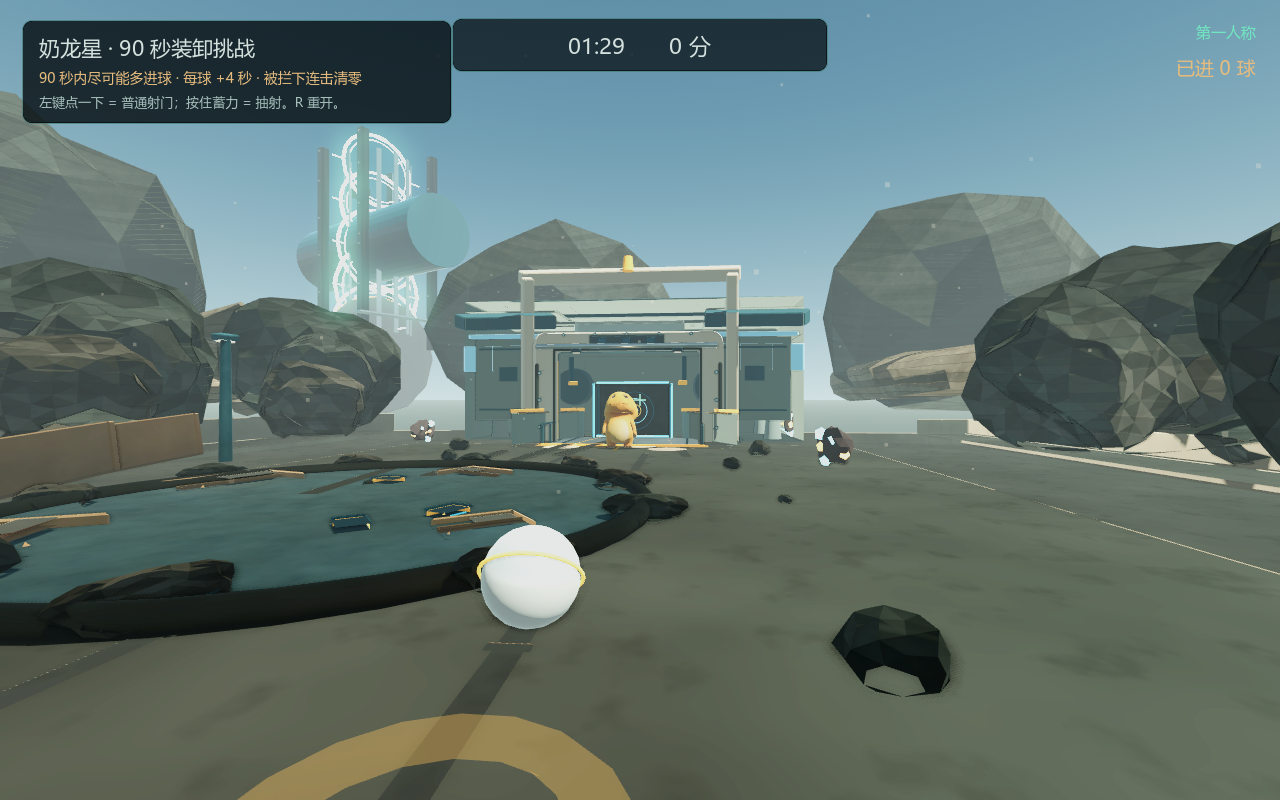 奶龙星 · 90 秒装卸挑战
90 秒内尽可能多进球 · 每球 +4 秒 · 被拦下连击清零
左键点一下 = 普通射门；按住蓄力 = 抽射。R 重开。
01:29 0 分
第一人称
已进 0 球